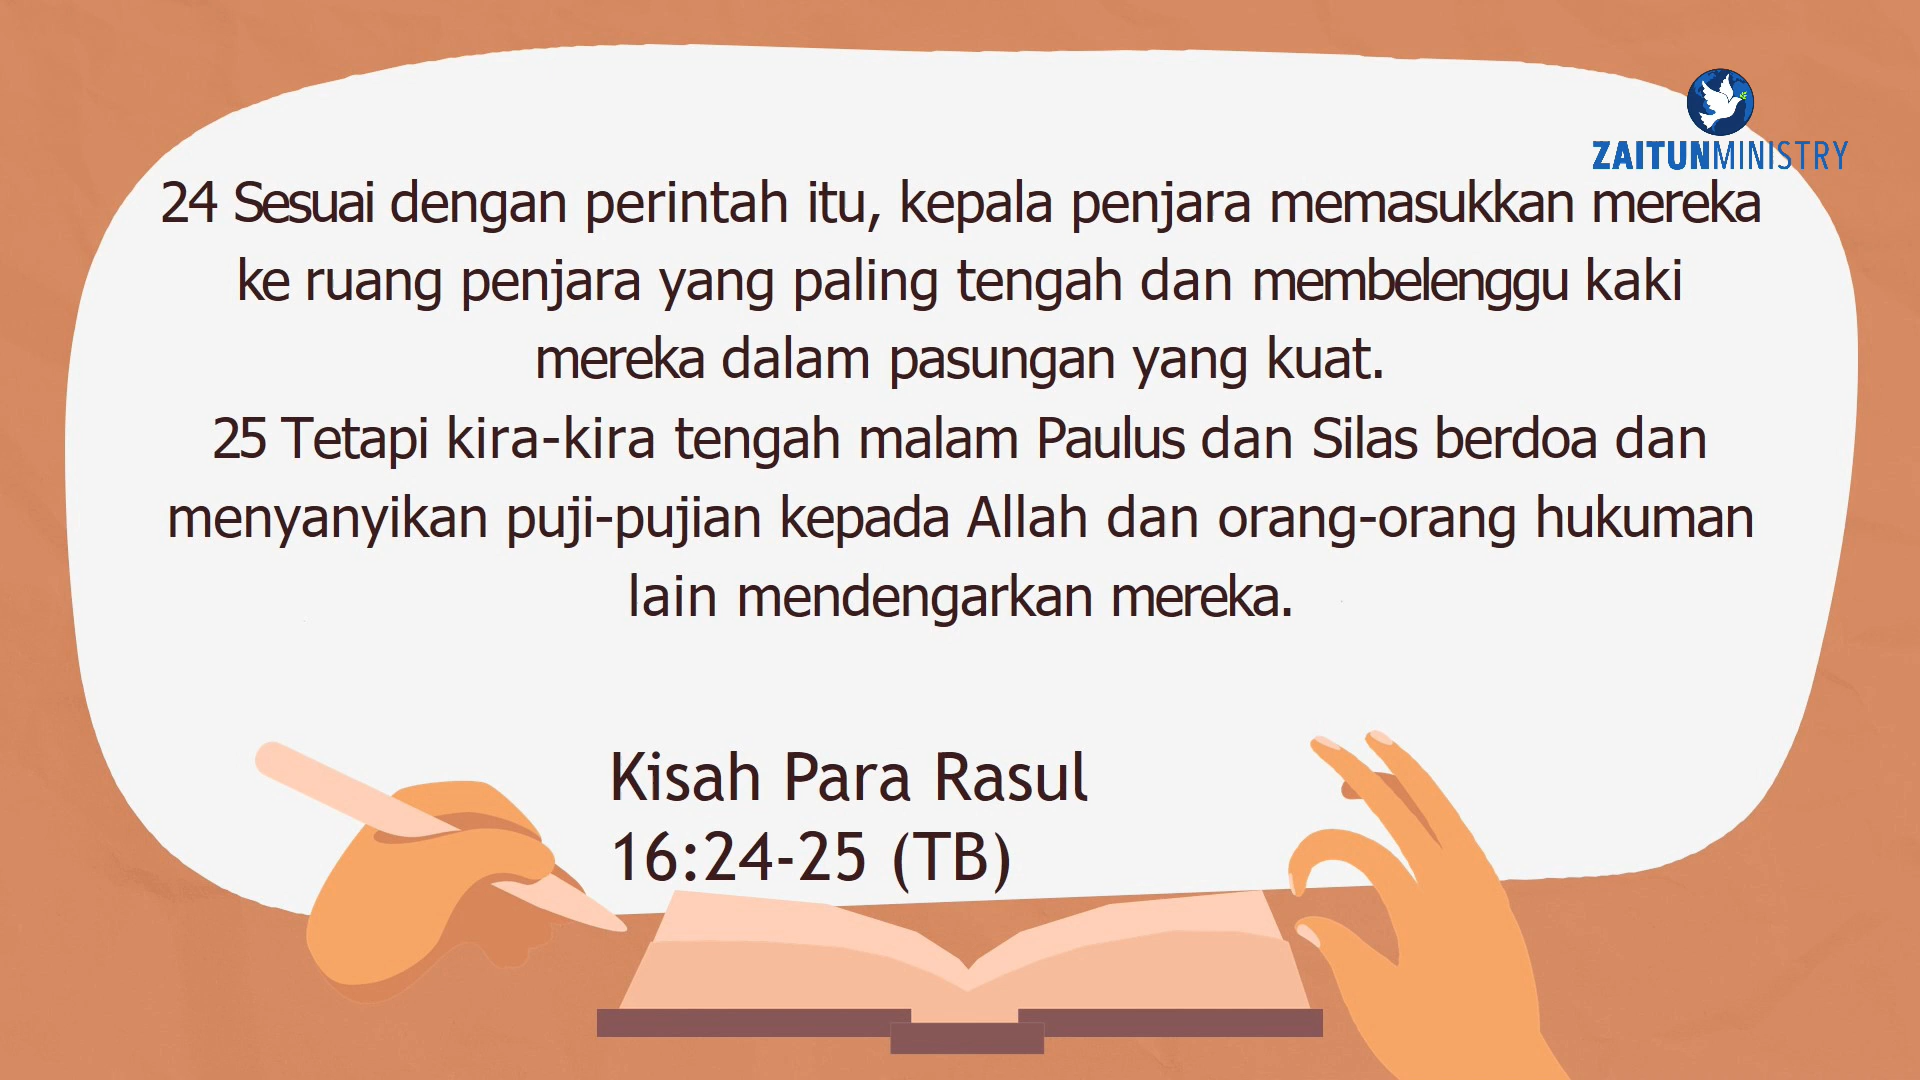 ZAITUNMINISTRY
24 Sesuai dengan perintah itu, kepala penjara memasukkan mereka
ke ruang penjara yang paling tengah dan membelenggu kaki
mereka dalam pasungan yang kuat.
25 Tetapi kira-kira tengah malam Paulus dan Silas berdoa dan
menyanyikan puji-pujian kepada Allah dan orang-orang hukuman
lain mendengarkan mereka.
Kisah Para Rasul
16:24-25 (TB)